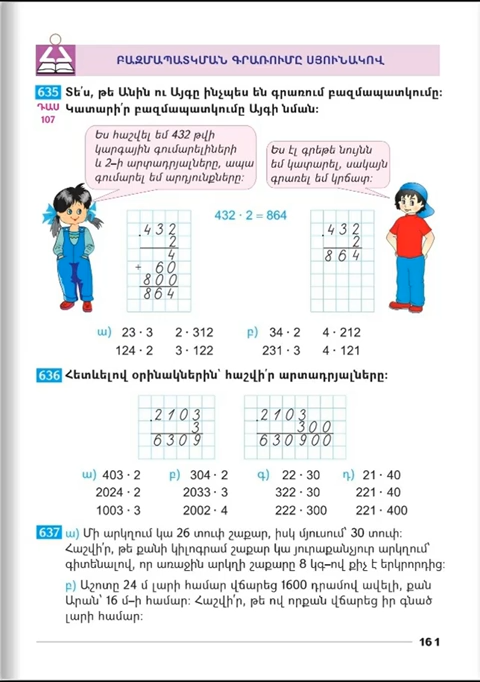 ԲԱԶՄԱՊԱՏԿՄԱՆ ԳՐԱՌՈՒՄԸ ՍՅՈՒՆԱԿՈՎ
635 Տե՛ս, թե Անին ու Այգը ինչպես են գրառում բազմապատկումը:
ԴԱՍ 107
Կատարի՛ր բազմապատկումը Այգի նման:
Ես հաշվել եմ 432 թվի
կարգային գումարելիների
և 2–ի արտադրյալները, ապա
գումարել եմ արդյունքները:
Ես էլ գրեթե նույնն
եմ կատարել, սակայն
գրառել եմ կրճատ:
432 · 2 = 864
.432
2
4
+ 60
800
864
.432
2
864
ա) 23 · 3 2 · 312 բ) 34 · 2 4 · 212
124 · 2 3 · 122 231 · 3 4 · 121
636 Հետևելով օրինակներին՝ հաշվի՛ր արտադրյալները:
.2103
3
6309
.2103
300
630900
ա) 403 · 2 բ) 304 · 2 գ) 22 · 30 դ) 21 · 40
2024 · 2 2033 · 3 322 · 30 221 · 40
1003 · 3 2002 · 4 222 · 300 221 · 400
637 ա) Մի արկղում կա 26 տուփ շաքար, իսկ մյուսում՝ 30 տուփ:
Հաշվի՛ր, թե քանի կիլոգրամ շաքար կա յուրաքանչյուր արկղում՝
գիտենալով, որ առաջին արկղի շաքարը 8 կգ–ով քիչ է երկրորդից:
բ) Աշոտը 24 մ լարի համար վճարեց 1600 դրամով ավելի, քան
Արան՝ 16 մ–ի համար: Հաշվի՛ր, թե ով որքան վճարեց իր գնած
լարի համար:
161